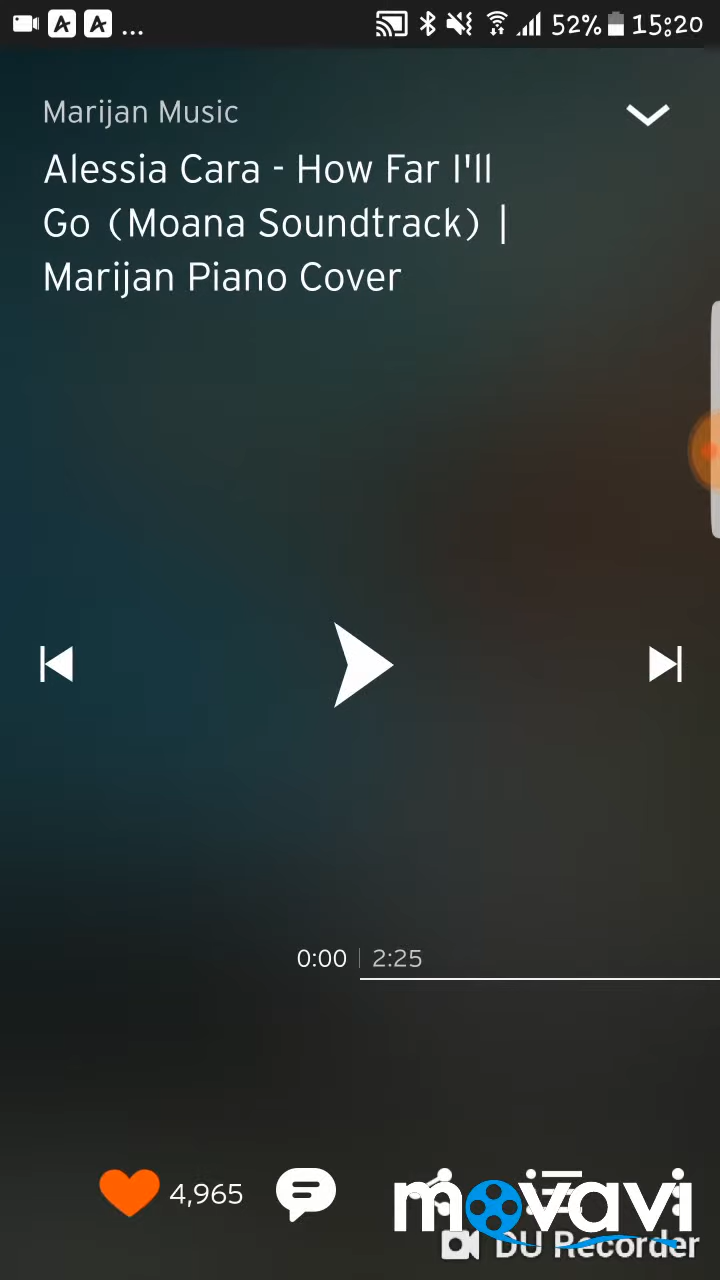 ... 52% 15:20
Marijan Music
Alessia Cara - How Far I'll
Go (Moana Soundtrack) |
Marijan Piano Cover
0:00 | 2:25
4,965
movavi
DU Recorder